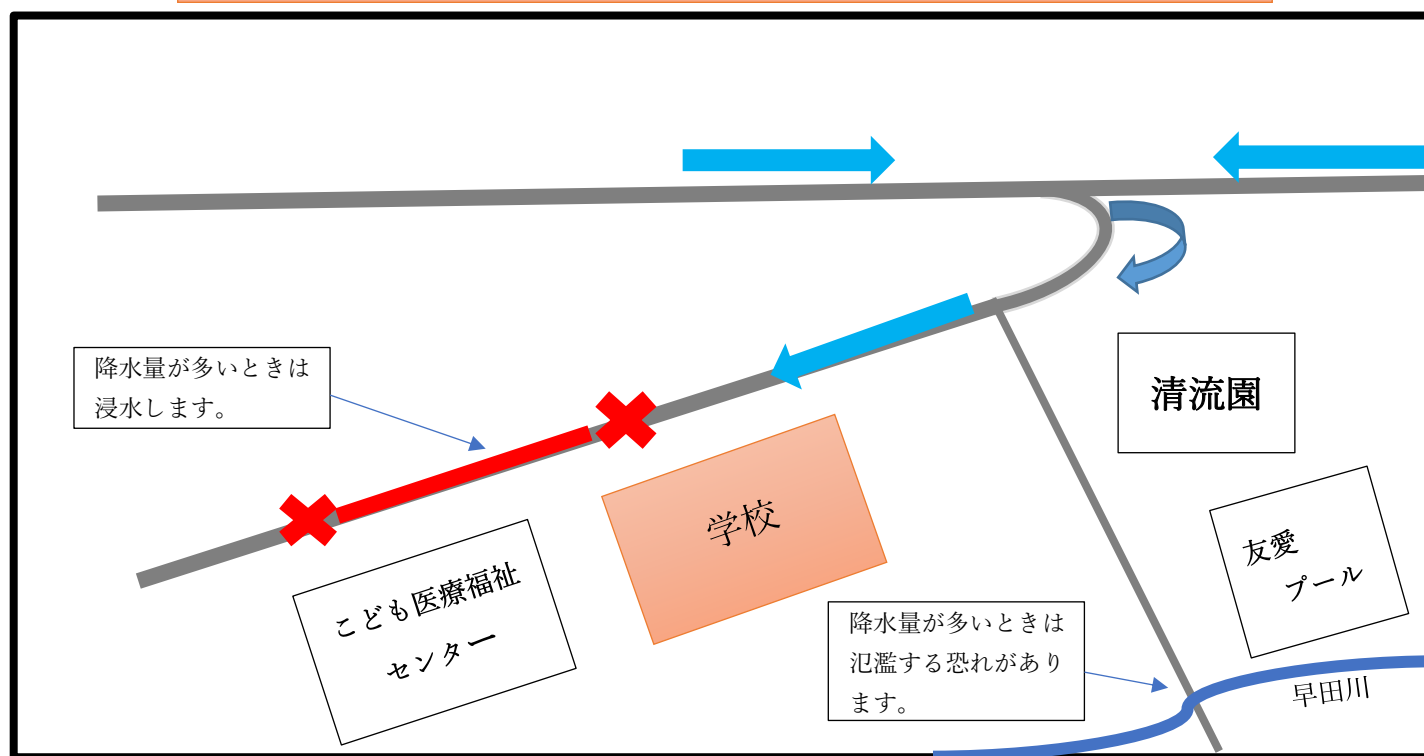 降水量が多いときは
浸水します。
清流園
学校
友愛
プール
こども医療福祉
センター
降水量が多いときは
氾濫する恐れがあり
ます。
早田川